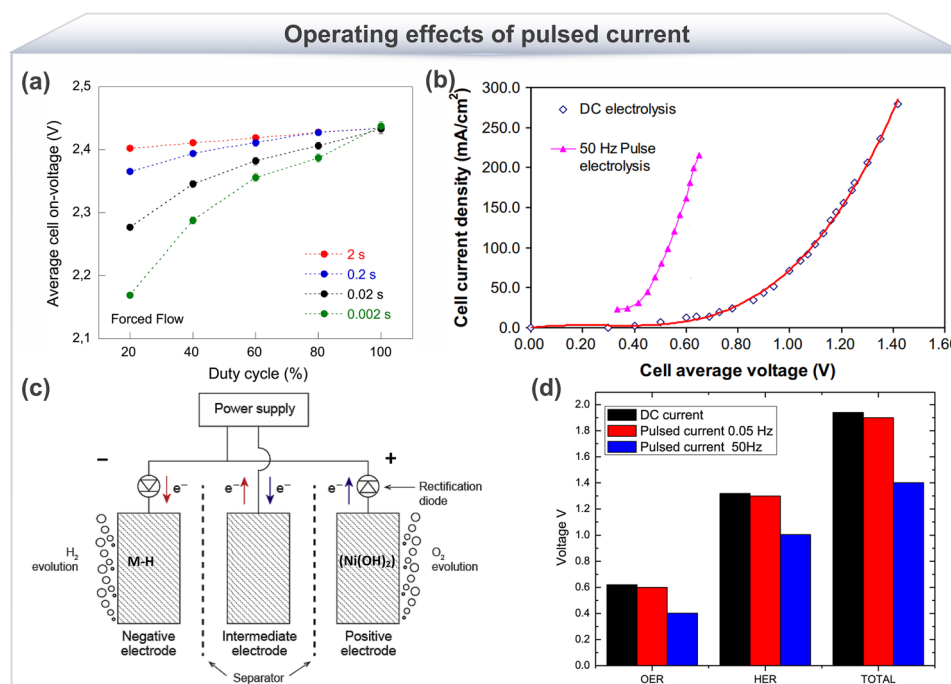 Operating effects of pulsed current
(a)
Average cell on-voltage (V)
2,5
2,4
2,3
2,2
2,1
2 s
0.2 s
0.02 s
0.002 s
Forced Flow
20
40
60
80
100
Duty cycle (%)
(b)
Cell current density (mA/cm²)
300.0
250.0
200.0
150.0
100.0
50.0
0.0
DC electrolysis
50 Hz Pulse
electrolysis
0.00
0.20
0.40
0.60
0.80
1.00
1.20
1.40
1.60
Cell average voltage (V)
(c)
Power supply
−
+
e⁻
e⁻
e⁻
e⁻
Rectification
diode
H₂
evolution
M-H
(Ni(OH)₂)
O₂
evolution
Negative
electrode
Intermediate
electrode
Positive
electrode
Separator
(d)
Voltage V
2.0
1.8
1.6
1.4
1.2
1.0
0.8
0.6
0.4
0.2
0.0
DC current
Pulsed current 0.05 Hz
Pulsed current 50Hz
OER
HER
TOTAL